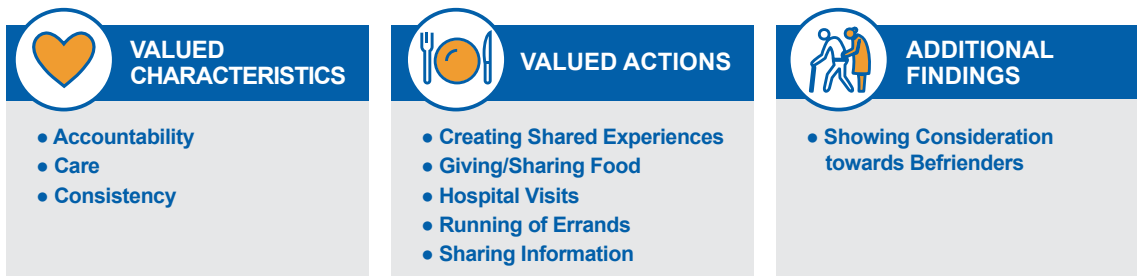 VALUED
CHARACTERISTICS
● Accountability
● Care
● Consistency
VALUED ACTIONS
● Creating Shared Experiences
● Giving/Sharing Food
● Hospital Visits
● Running of Errands
● Sharing Information
ADDITIONAL
FINDINGS
● Showing Consideration
towards Befrienders